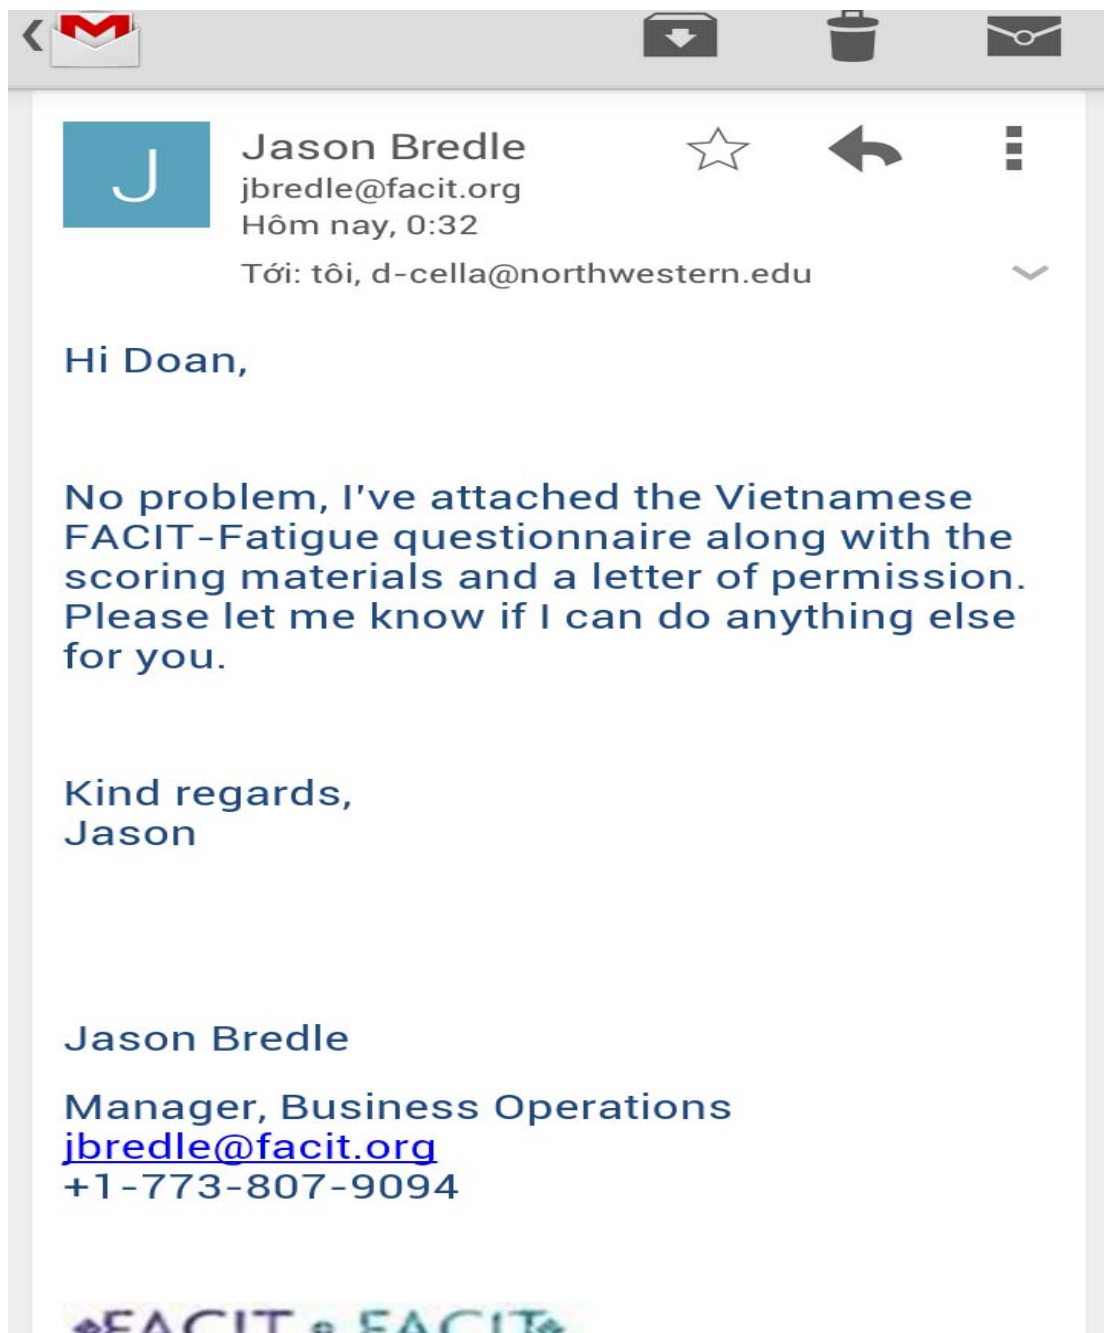 J
Jason Bredle
jbredle@facit.org
Hôm nay, 0:32
Tới: tôi, d-cella@northwestern.edu
Hi Doan,
No problem, I've attached the Vietnamese
FACIT-Fatigue questionnaire along with the
scoring materials and a letter of permission.
Please let me know if I can do anything else
for you.
Kind regards,
Jason
Jason Bredle
Manager, Business Operations
jbredle@facit.org
+1-773-807-9094
FACIT FACIT